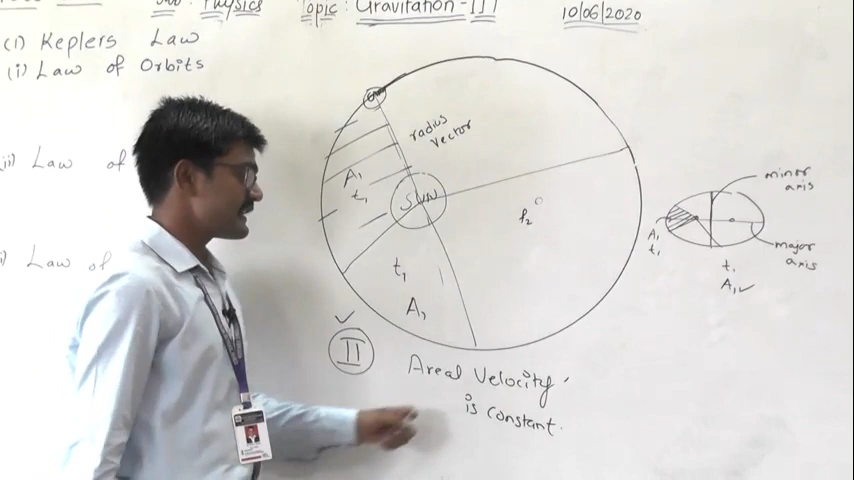 Sub: Physics
Topic: Gravitation-III
10/06/2020
(1) Keplers Law
(i) Law of Orbits
(ii) Law of
Law of
radius
vector
SUN
A₁
t₁
f₂
t₁
A₁
II
Areal Velocity
is constant.
minor
axis
major
axis
A₁
t₁
t₁
A₁